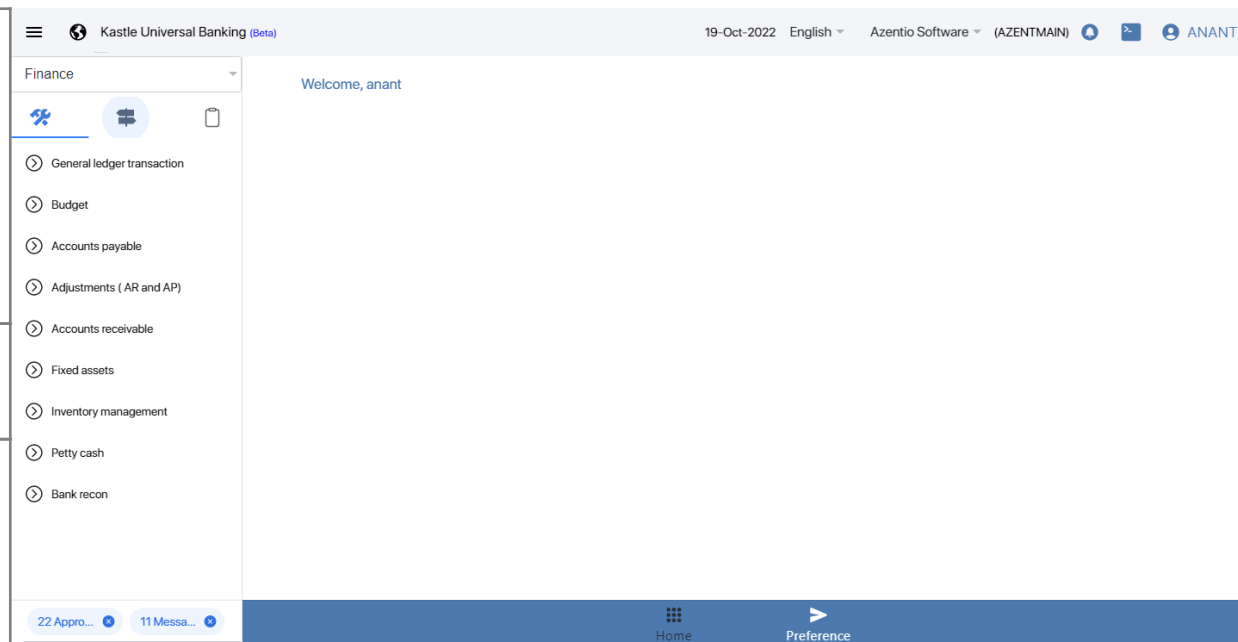 Kastle Universal Banking (Beta)
19-Oct-2022 English Azentio Software (AZENTMAIN) ANANT
Finance
Welcome, anant
General ledger transaction
Budget
Accounts payable
Adjustments ( AR and AP)
Accounts receivable
Fixed assets
Inventory management
Petty cash
Bank recon
22 Appro... 11 Messa...
Home Preference